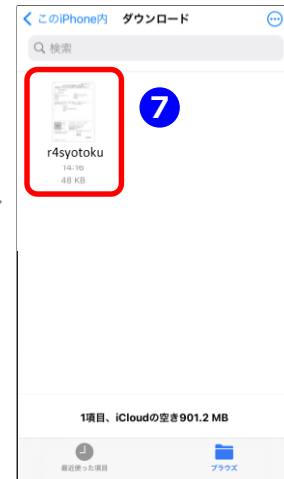 このiPhone内 ダウンロード
検索
7
r4syotoku
14:16
48 KB
1項目、iCloudの空き901.2 MB
最近使った項目 ブラウズ